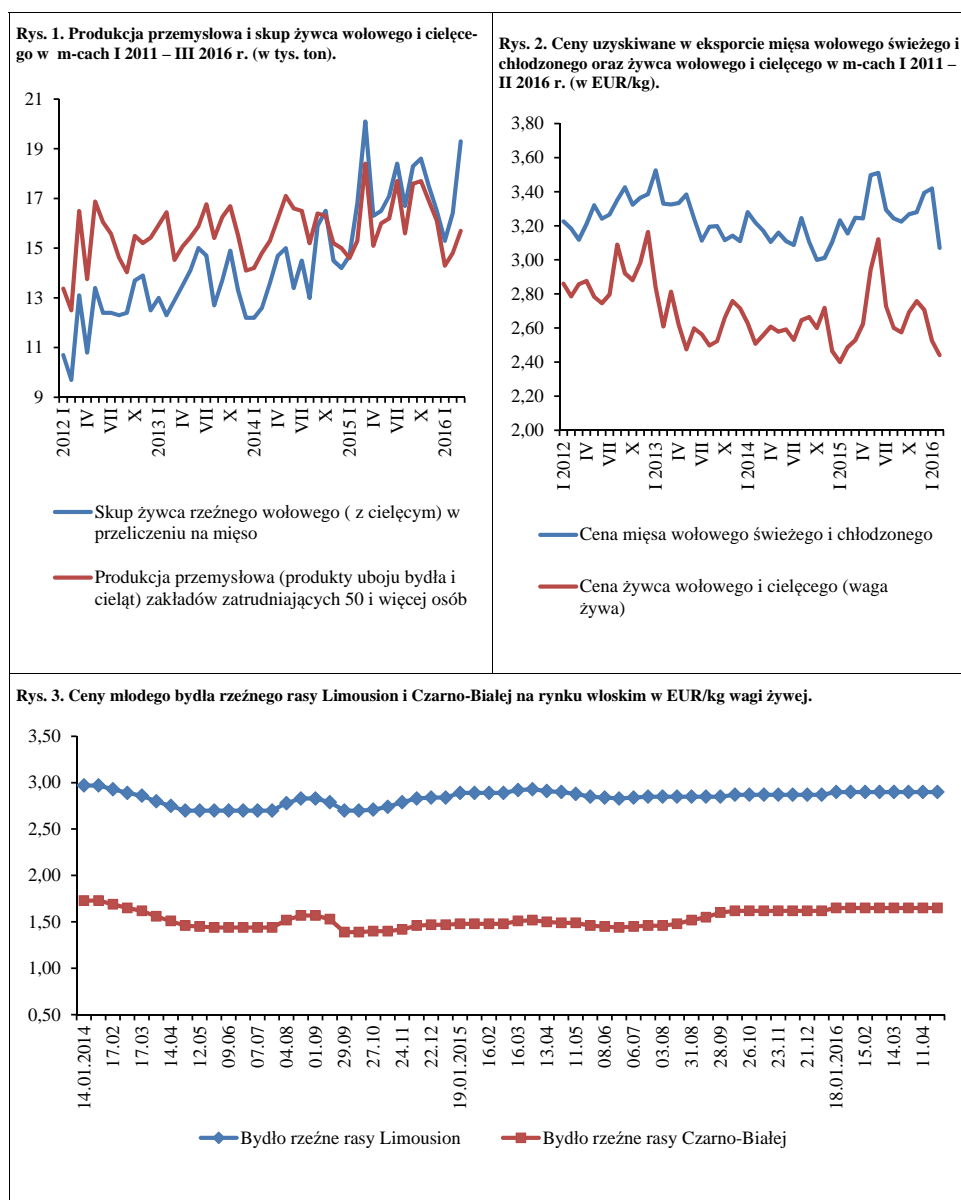 Rys. 1. Produkcja przemysłowa i skup żywca wołowego i cielęce-
go w m-cach I 2011 – III 2016 r. (w tys. ton).
21
19
17
15
13
11
9
2012 I
IV
VII
X
2013 I
IV
VII
X
2014 I
IV
VII
X
2015 I
IV
VII
X
2016 I
Skup żywca rzeźnego wołowego ( z cielęcym) w
przeliczeniu na mięso
Produkcja przemysłowa (produkty uboju bydła i
cieląt) zakładów zatrudniających 50 i więcej osób
Rys. 2. Ceny uzyskiwane w eksporcie mięsa wołowego świeżego i
chłodzonego oraz żywca wołowego i cielęcego w m-cach I 2011 –
II 2016 r. (w EUR/kg).
3,80
3,60
3,40
3,20
3,00
2,80
2,60
2,40
2,20
2,00
I 2012
IV
VII
X
I 2013
IV
VII
X
I 2014
IV
VII
X
I 2015
IV
VII
X
I 2016
Cena mięsa wołowego świeżego i chłodzonego
Cena żywca wołowego i cielęcego (waga
żywa)
Rys. 3. Ceny młodego bydła rzeźnego rasy Limousion i Czarno-Białej na rynku włoskim w EUR/kg wagi żywej.
3,50
3,00
2,50
2,00
1,50
1,00
0,50
14.01.2014
17.02
17.03
14.04
12.05
09.06
07.07
04.08
01.09
29.09
27.10
24.11
22.12
19.01.2015
16.02
16.03
13.04
11.05
08.06
06.07
03.08
31.08
28.09
26.10
23.11
21.12
18.01.2016
15.02
14.03
11.04
Bydło rzeźne rasy Limousion
Bydło rzeźne rasy Czarno-Białej